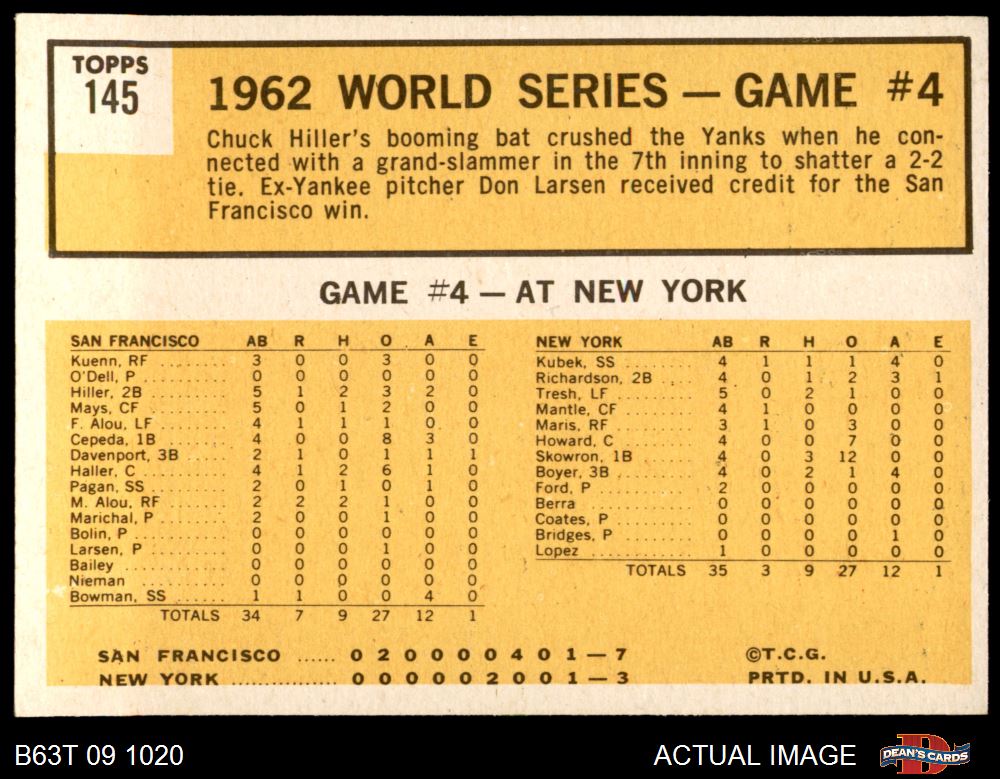 TOPPS
145
1962 WORLD SERIES — GAME #4
Chuck Hiller's booming bat crushed the Yanks when he con-
nected with a grand-slammer in the 7th inning to shatter a 2-2
tie. Ex-Yankee pitcher Don Larsen received credit for the San
Francisco win.
GAME #4 — AT NEW YORK
SAN FRANCISCO AB R H O A E
Kuenn, RF ........ 3 0 0 3 0 0
O'Dell, P ........ 0 0 0 0 0 0
Hiller, 2B ........ 5 1 2 3 2 0
Mays, CF ........ 5 0 1 2 0 0
F. Alou, LF ........ 4 1 1 1 0 0
Cepeda, 1B ........ 4 0 0 8 3 0
Davenport, 3B ..... 2 1 0 1 1 1
Haller, C ........ 4 1 2 6 1 0
Pagan, SS ........ 2 0 1 0 1 0
M. Alou, RF ....... 2 2 2 1 0 0
Marichal, P ....... 2 0 0 1 0 0
Bolin, P ......... 0 0 0 0 0 0
Larsen, P ........ 0 0 0 1 0 0
Bailey .......... 0 0 0 0 0 0
Nieman ......... 0 0 0 0 0 0
Bowman, SS ...... 1 1 0 0 4 0
TOTALS 34 7 9 27 12 1
NEW YORK AB R H O A E
Kubek, SS ........ 4 1 1 1 4 0
Richardson, 2B .... 4 0 1 2 3 1
Tresh, LF ........ 5 0 2 1 0 0
Mantle, CF ....... 4 1 0 0 0 0
Maris, RF ........ 3 1 0 3 0 0
Howard, C ........ 4 0 0 7 0 0
Skowron, 1B ...... 4 0 3 12 0 0
Boyer, 3B ........ 4 0 2 1 4 0
Ford, P .......... 2 0 0 0 0 0
Berra .......... 0 0 0 0 0 0
Coates, P ........ 0 0 0 0 0 0
Bridges, P ....... 0 0 0 0 1 0
Lopez .......... 1 0 0 0 0 0
TOTALS 35 3 9 27 12 1
SAN FRANCISCO ...... 0 2 0 0 0 0 4 0 1 — 7
NEW YORK ............... 0 0 0 0 0 2 0 0 1 — 3
©T.C.G.
PRTD. IN U.S.A.
B63T 09 1020
ACTUAL IMAGE
DEAN'S CARDS